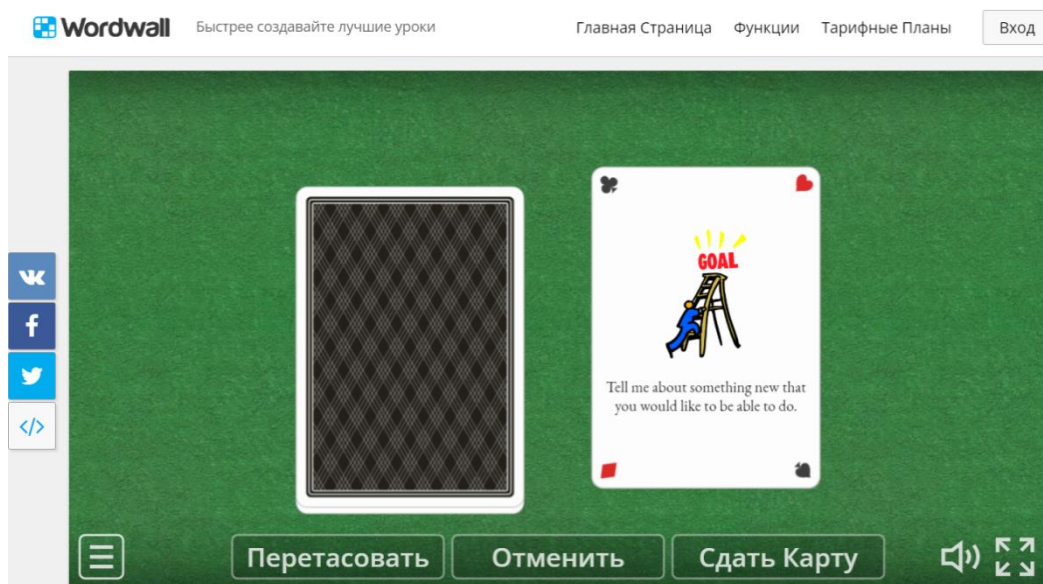 Wordwall Быстрее создавайте лучшие уроки Главная Страница Функции Тарифные Планы Вход
GOAL
Tell me about something new that
you would like to be able to do.
f
</>
Перетасовать Отменить Сдать Карту